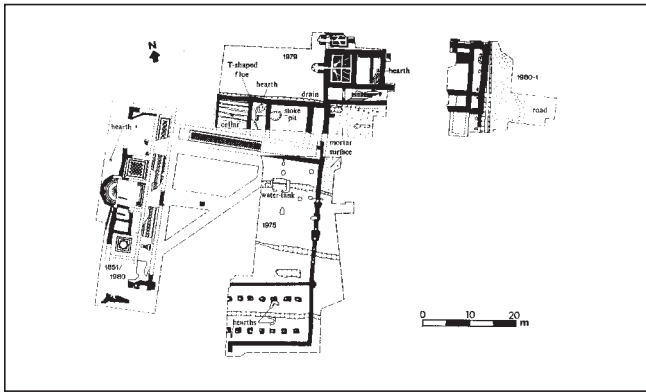 1979
N
hearth
T-shaped
flue
hearth
drain
1980-1
road
stoke
pit
cellar
hearth
mortar
surface
water-tank
1975
1851/
1980
hearths
0 10 20
m